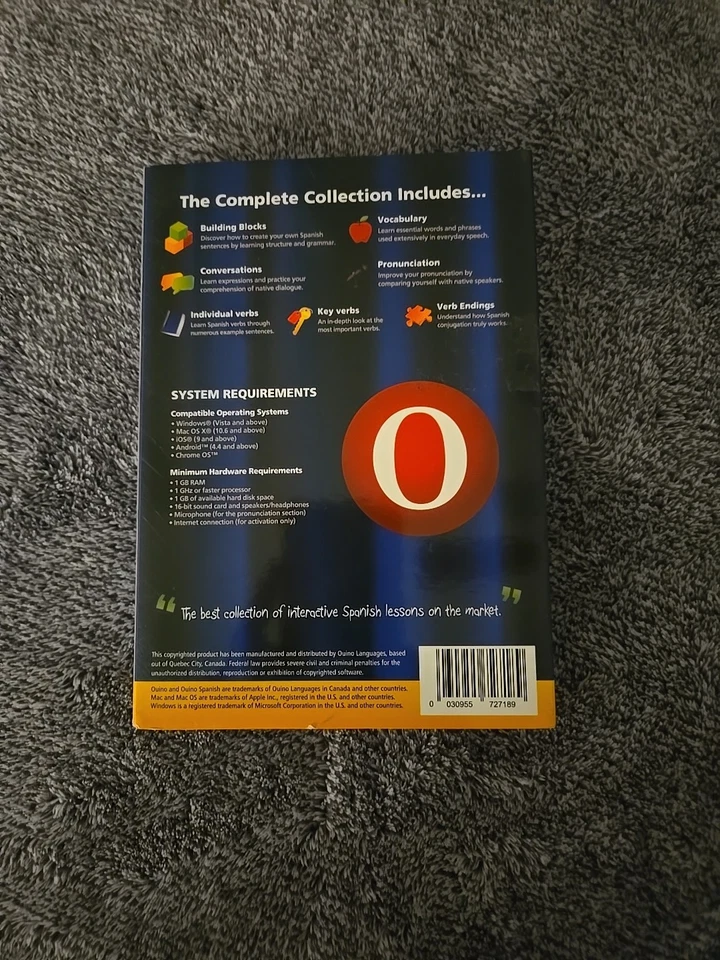 The Complete Collection Includes...
Building Blocks
Discover how to create your own Spanish
sentences by learning structure and grammar.
Vocabulary
Learn essential words and phrases
used extensively in everyday speech.
Conversations
Learn expressions and practice your
comprehension of native dialogue.
Pronunciation
Improve your pronunciation by
comparing yourself with native speakers.
Individual verbs
Learn Spanish verbs through
numerous example sentences.
Key verbs
An in-depth look at the
most important verbs.
Verb Endings
Understand how Spanish
conjugation truly works.
SYSTEM REQUIREMENTS
Compatible Operating Systems
• Windows® (Vista and above)
• Mac OS X® (10.6 and above)
• iOS® (9 and above)
• Android™ (4.4 and above)
• Chrome OS™
Minimum Hardware Requirements
• 1 GB RAM
• 1 GHz or faster processor
• 1 GB of available hard disk space
• 16-bit sound card and speakers/headphones
• Microphone (for the pronunciation section)
• Internet connection (for activation only)
O
“ The best collection of interactive Spanish lessons on the market. ”
This copyrighted product has been manufactured and distributed by Ouino Languages, based
out of Quebec City, Canada. Federal law provides severe civil and criminal penalties for the
unauthorized distribution, reproduction or exhibition of copyrighted software.
Ouino and Ouino Spanish are trademarks of Ouino Languages in Canada and other countries.
Mac and Mac OS are trademarks of Apple Inc., registered in the U.S. and other countries.
Windows is a registered trademark of Microsoft Corporation in the U.S. and other countries.
0 030955 727189